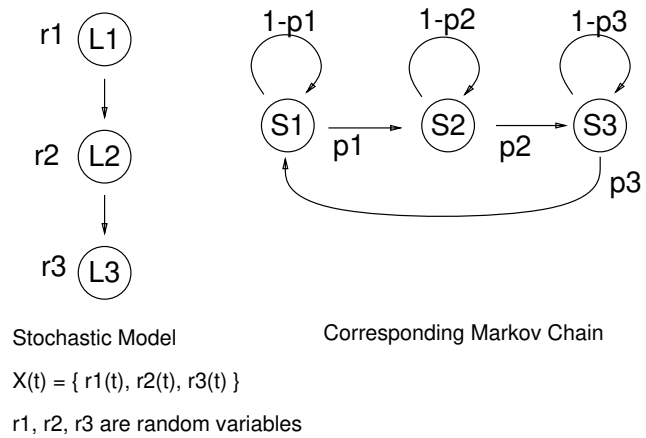 r1 L1
r2 L2
r3 L3
Stochastic Model
X(t) = { r1(t), r2(t), r3(t) }
r1, r2, r3 are random variables
1-p1 1-p2 1-p3
S1 S2 S3
p1 p2 p3
Corresponding Markov Chain